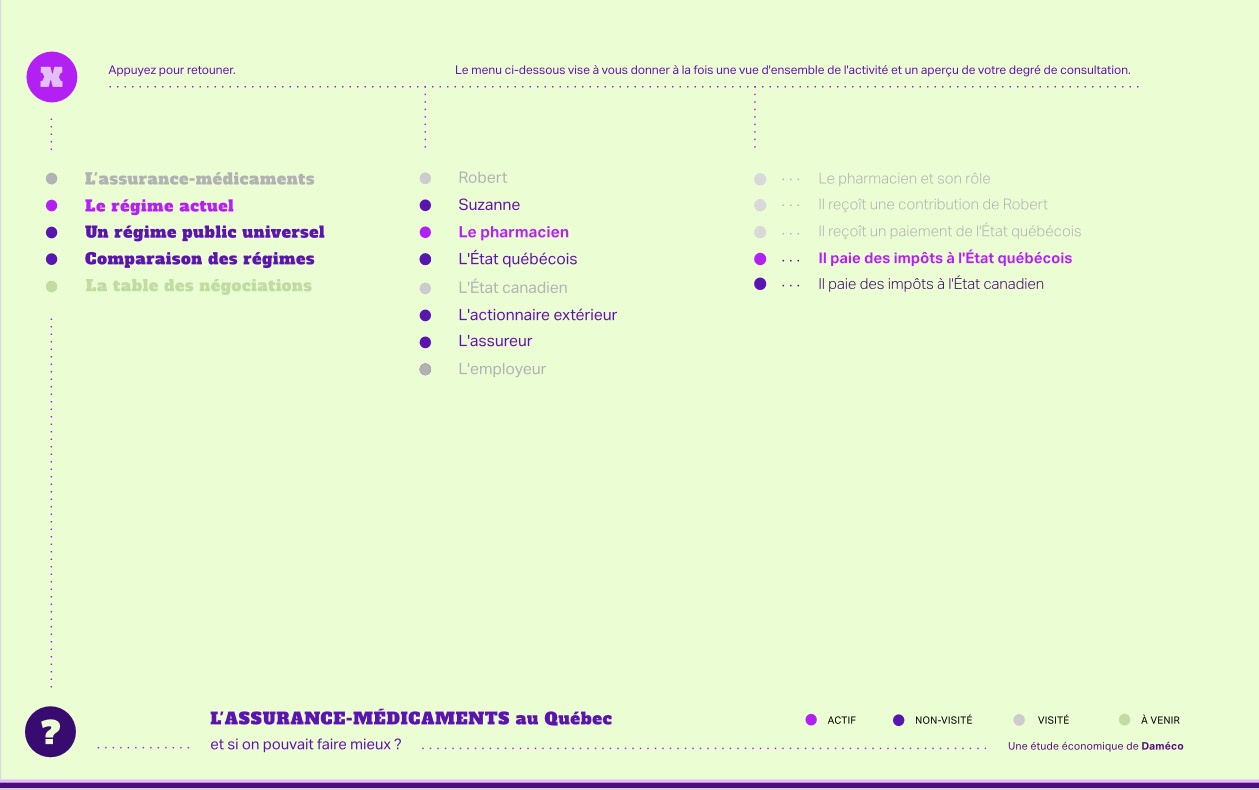 X
Appuyez pour retouner.
Le menu ci-dessous vise à vous donner à la fois une vue d'ensemble de l'activité et un aperçu de votre degré de consultation.
L'assurance-médicaments
Le régime actuel
Un régime public universel
Comparaison des régimes
La table des négociations
Robert
Suzanne
Le pharmacien
L'État québécois
L'État canadien
L'actionnaire extérieur
L'assureur
L'employeur
Le pharmacien et son rôle
Il reçoît une contribution de Robert
Il reçoît un paiement de l'État québécois
Il paie des impôts à l'État québécois
Il paie des impôts à l'État canadien
?
L'ASSURANCE-MÉDICAMENTS au Québec
et si on pouvait faire mieux ?
ACTIF
NON-VISITÉ
VISITÉ
À VENIR
Une étude économique de Daméco